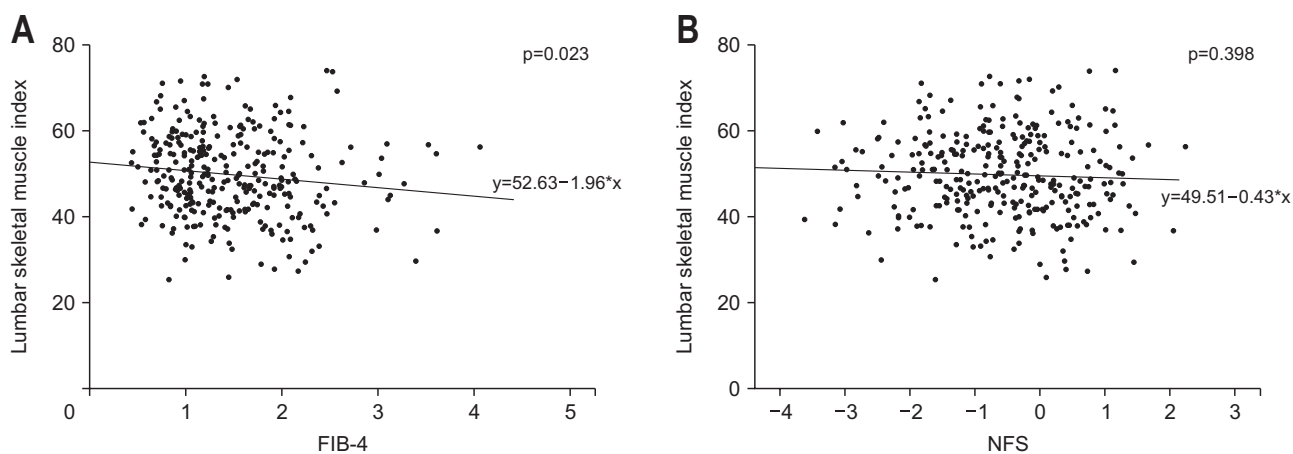 A
80
60
40
20
0
1
2
3
4
5
Lumbar skeletal muscle index
FIB-4
p=0.023
y=52.63−1.96*x
B
80
60
40
20
0
−4
−3
−2
−1
0
1
2
3
Lumbar skeletal muscle index
NFS
p=0.398
y=49.51−0.43*x